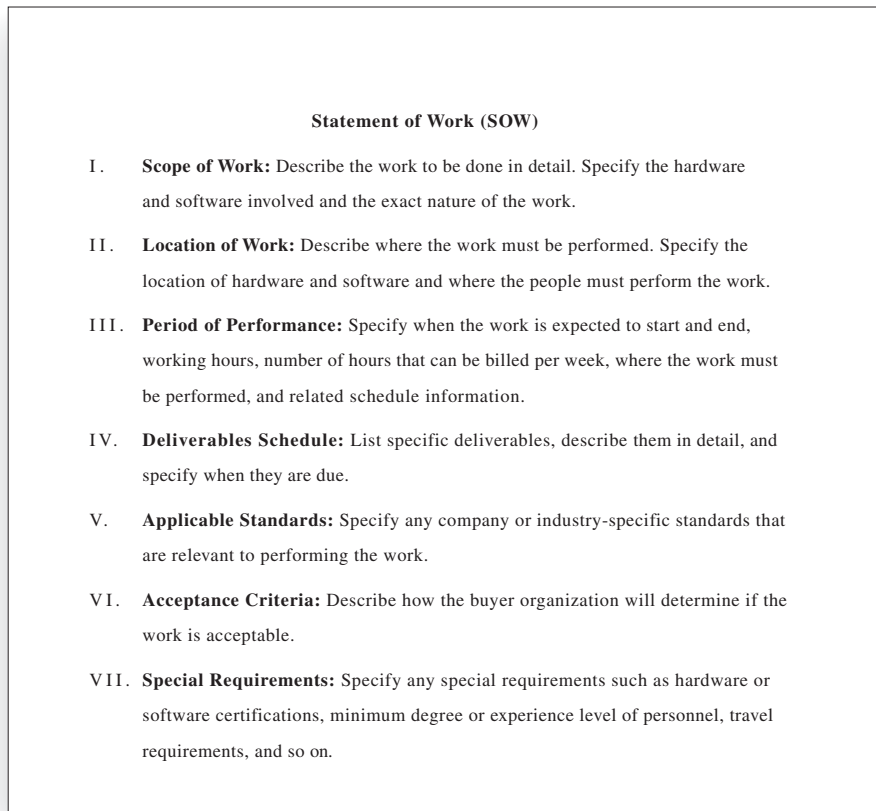 Statement of Work (SOW)
I. Scope of Work: Describe the work to be done in detail. Specify the hardware
and software involved and the exact nature of the work.
II. Location of Work: Describe where the work must be performed. Specify the
location of hardware and software and where the people must perform the work.
III. Period of Performance: Specify when the work is expected to start and end,
working hours, number of hours that can be billed per week, where the work must
be performed, and related schedule information.
IV. Deliverables Schedule: List specific deliverables, describe them in detail, and
specify when they are due.
V. Applicable Standards: Specify any company or industry-specific standards that
are relevant to performing the work.
VI. Acceptance Criteria: Describe how the buyer organization will determine if the
work is acceptable.
VII. Special Requirements: Specify any special requirements such as hardware or
software certifications, minimum degree or experience level of personnel, travel
requirements, and so on.